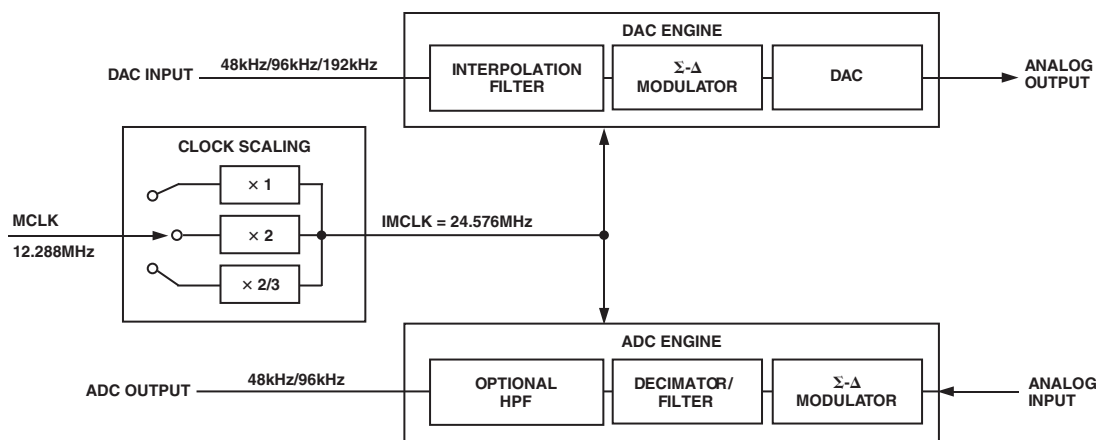 DAC ENGINE
DAC INPUT
48kHz/96kHz/192kHz
INTERPOLATION
FILTER
Σ-Δ
MODULATOR
DAC
ANALOG
OUTPUT
CLOCK SCALING
× 1
MCLK
12.288MHz
× 2
IMCLK = 24.576MHz
× 2/3
ADC ENGINE
ADC OUTPUT
48kHz/96kHz
OPTIONAL
HPF
DECIMATOR/
FILTER
Σ-Δ
MODULATOR
ANALOG
INPUT